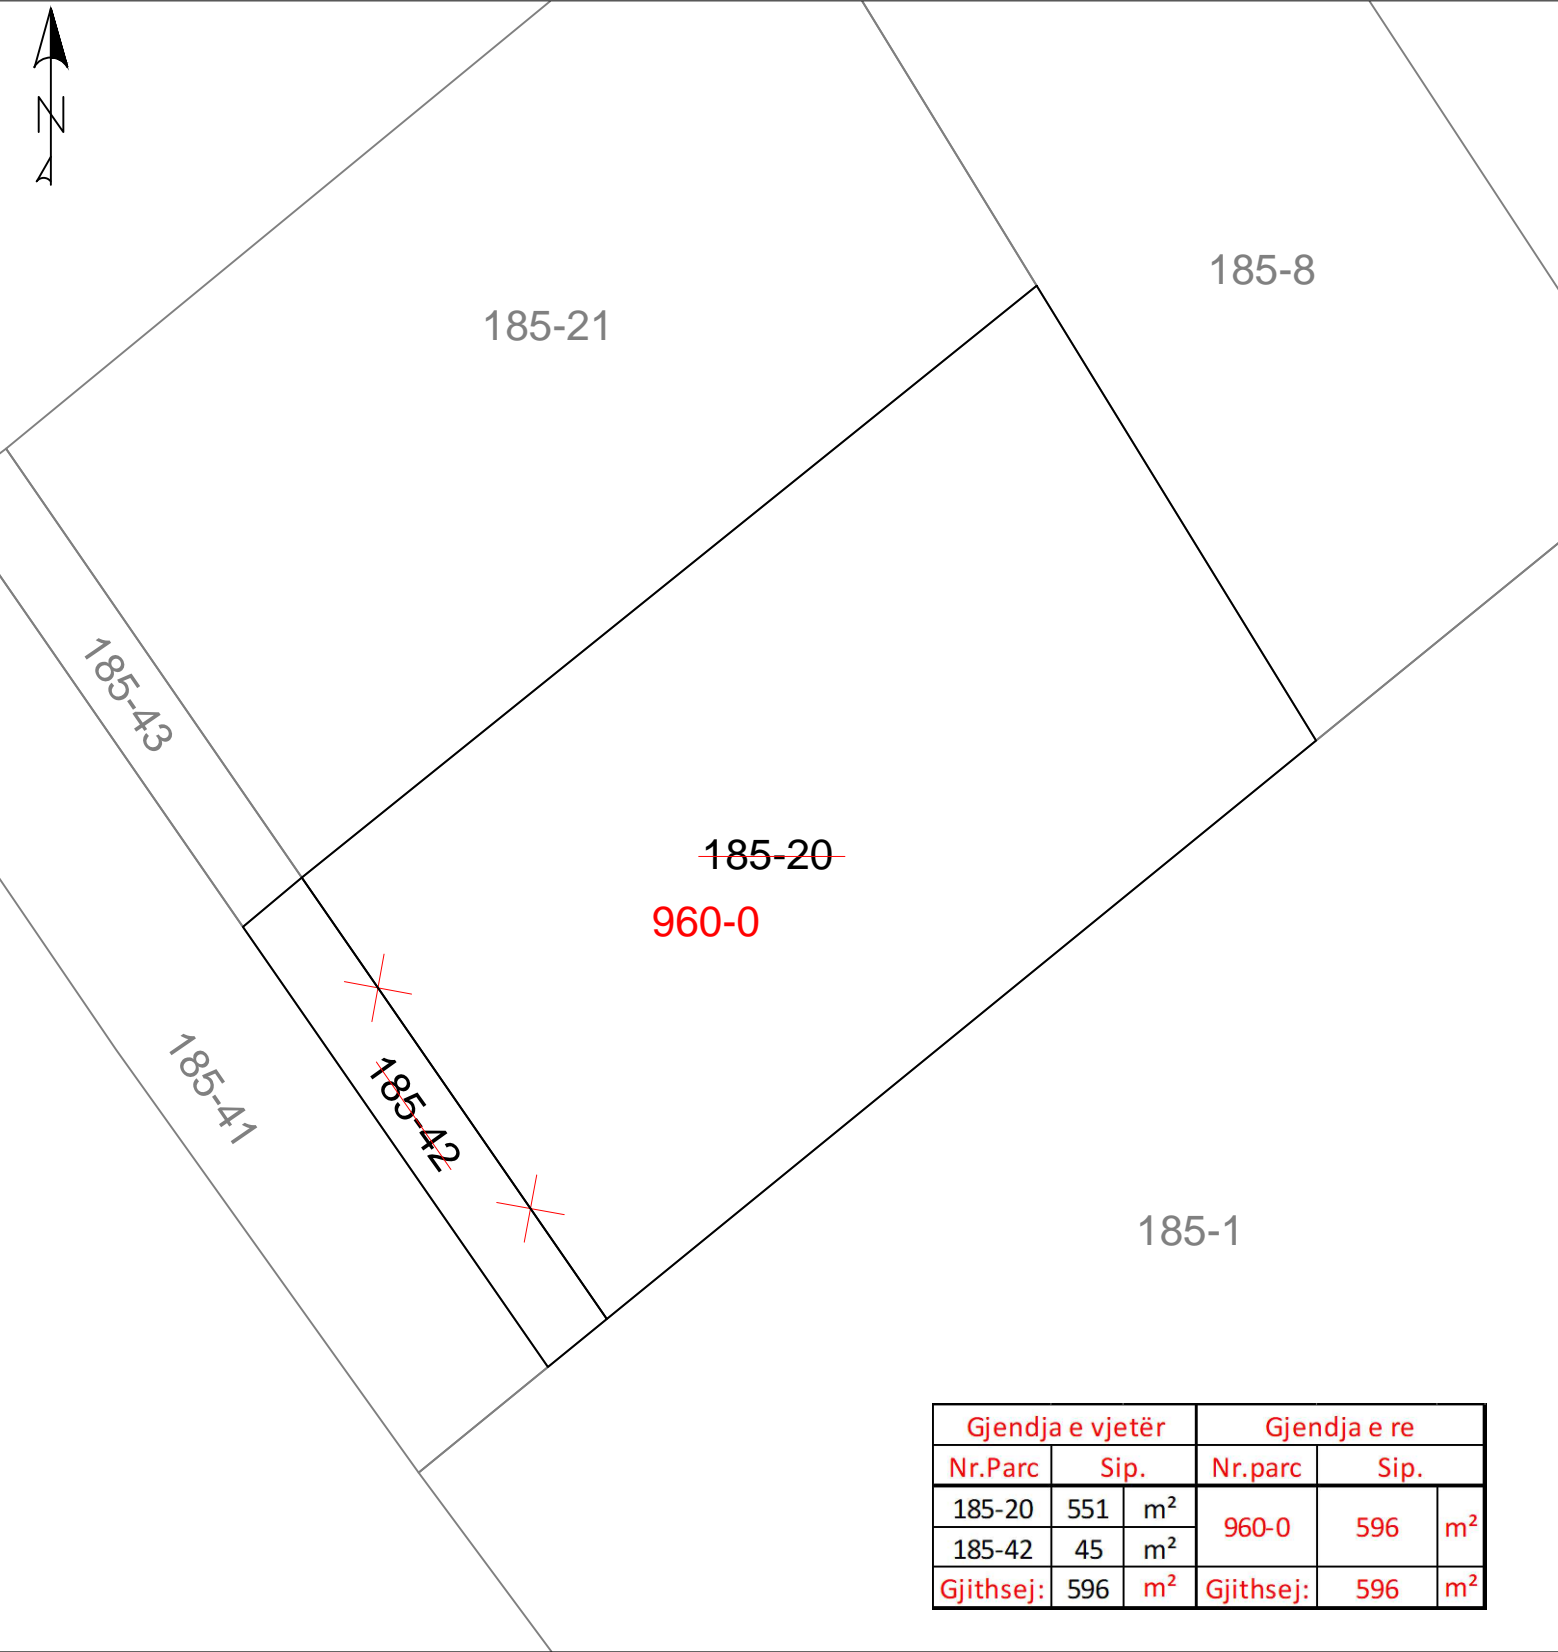 N
185-8
185-21
185-43
185-20
960-0
185-41
185-42
185-1
Gjendja e vjetër Gjendja e re
Nr.Parc Sip. Nr.parc Sip.
185-20 551 m² 960-0 596 m²
185-42 45 m²
Gjithsej: 596 m² Gjithsej: 596 m²